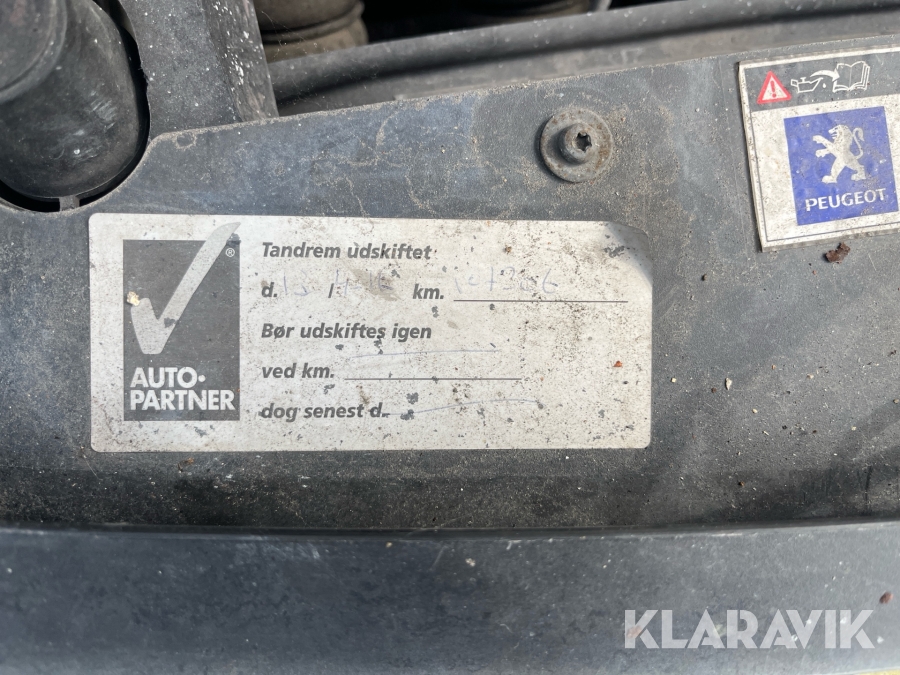 PEUGEOT
Tandrem udskiftet
d. / km.
Bør udskiftes igen
ved km.
dog senest d.
®
AUTO•
PARTNER
KLARAVIK